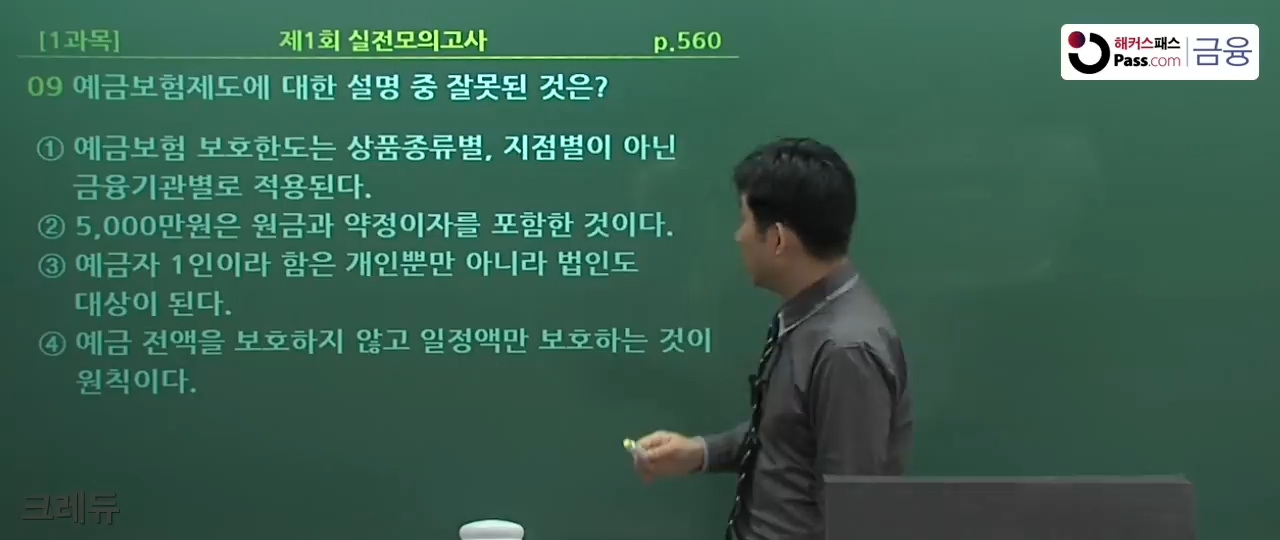 [1과목] 제1회 실전모의고사 p.560
해커스패스 금융
Pass.com
09 예금보험제도에 대한 설명 중 잘못된 것은?
① 예금보험 보호한도는 상품종류별, 지점별이 아닌
금융기관별로 적용된다.
② 5,000만원은 원금과 약정이자를 포함한 것이다.
③ 예금자 1인이라 함은 개인뿐만 아니라 법인도
대상이 된다.
④ 예금 전액을 보호하지 않고 일정액만 보호하는 것이
원칙이다.
크레듀